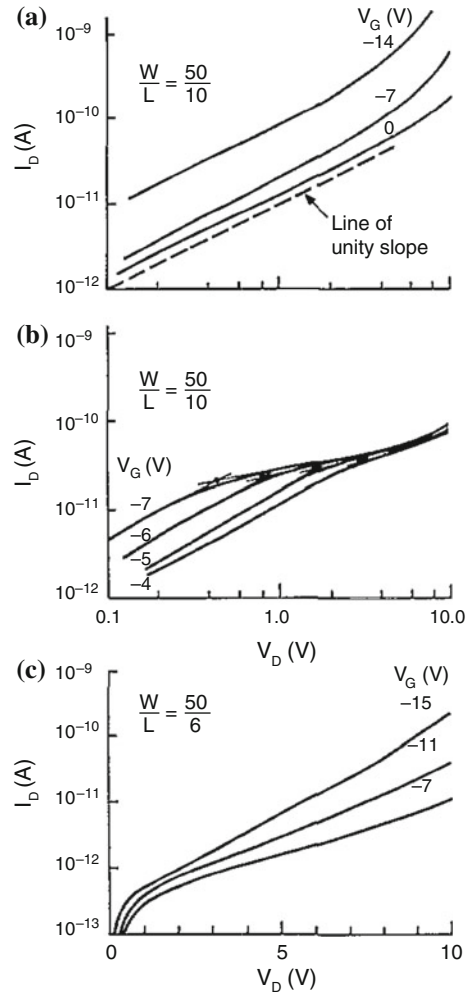 (a)
10⁻⁹
10⁻¹⁰
10⁻¹¹
10⁻¹²
I_D (A)
W/L = 50/10
V_G (V)
−14
−7
0
Line of
unity slope
(b)
10⁻⁹
10⁻¹⁰
10⁻¹¹
10⁻¹²
I_D (A)
W/L = 50/10
V_G (V)
−7
−6
−5
−4
0.1
1.0
10.0
V_D (V)
(c)
10⁻⁹
10⁻¹⁰
10⁻¹¹
10⁻¹²
10⁻¹³
I_D (A)
W/L = 50/6
V_G (V)
−15
−11
−7
0
5
10
V_D (V)